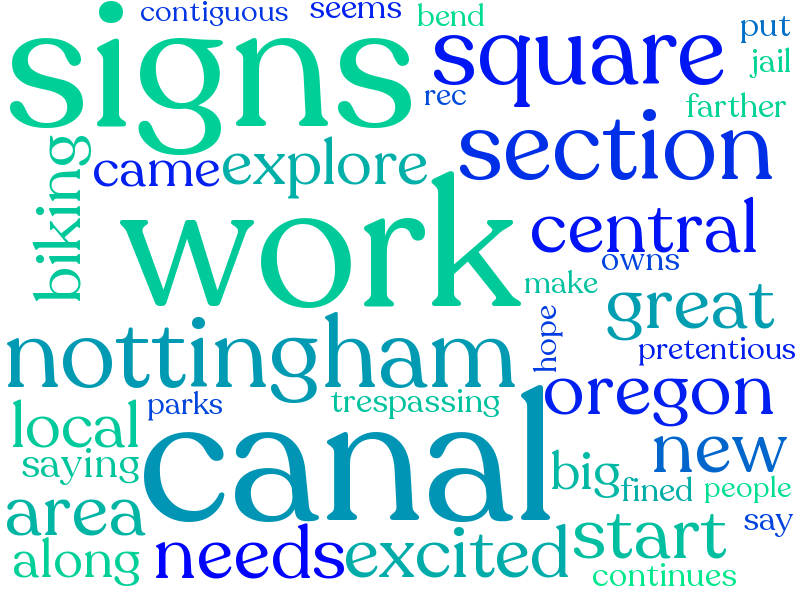 contiguous
seems
bend
put
signs
square
jail
rec
farther
biking
came
explore
section
work
central
owns
make
great
hope
nottingham
pretentious
oregon
parks
trespassing
local
canal
new
saying
big
fined
people
area
say
start
along
needs
excited
continues